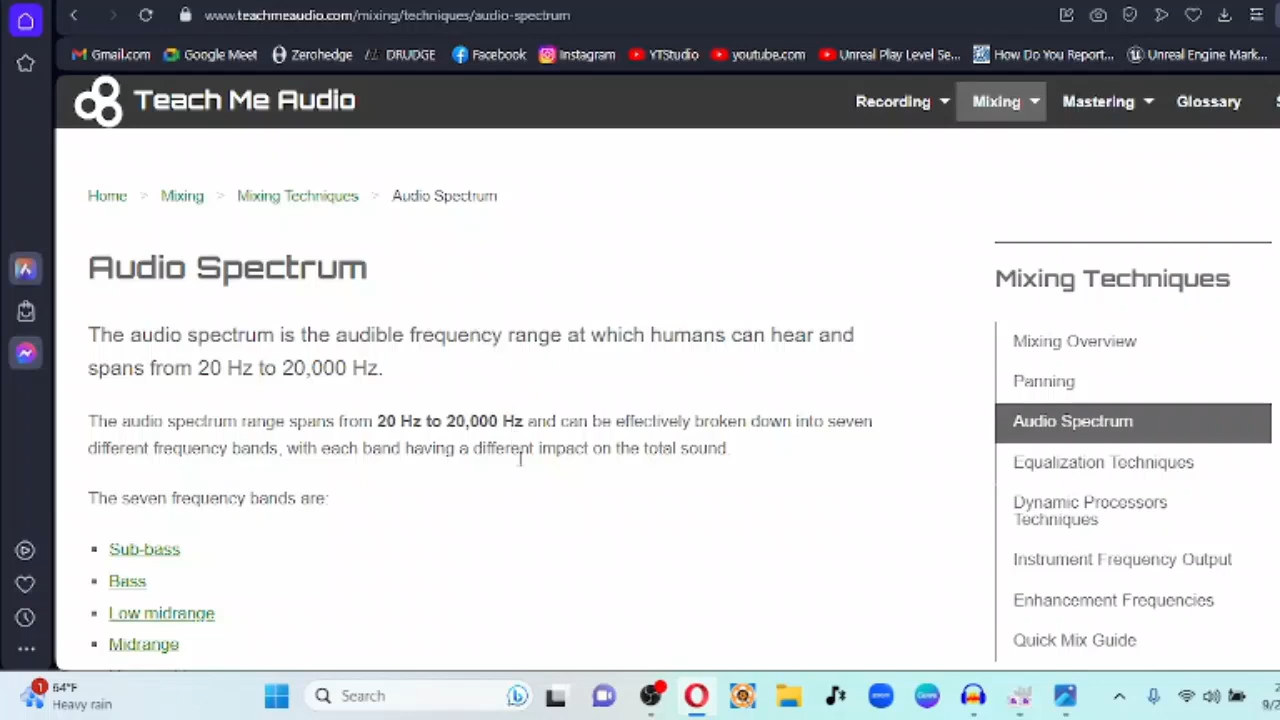 www.teachmeaudio.com/mixing/techniques/audio-spectrum
Gmail.com Google Meet Zerohedge DRUDGE Facebook Instagram YTStudio youtube.com Unreal Play Level Se... How Do You Report... Unreal Engine Mark...
Teach Me Audio Recording Mixing Mastering Glossary
Home > Mixing > Mixing Techniques > Audio Spectrum
Audio Spectrum
The audio spectrum is the audible frequency range at which humans can hear and
spans from 20 Hz to 20,000 Hz.
The audio spectrum range spans from 20 Hz to 20,000 Hz and can be effectively broken down into seven
different frequency bands, with each band having a different impact on the total sound.
The seven frequency bands are:
Sub-bass
Bass
Low midrange
Midrange
Mixing Techniques
Mixing Overview
Panning
Audio Spectrum
Equalization Techniques
Dynamic Processors
Techniques
Instrument Frequency Output
Enhancement Frequencies
Quick Mix Guide
1
64°F
Heavy rain
Search